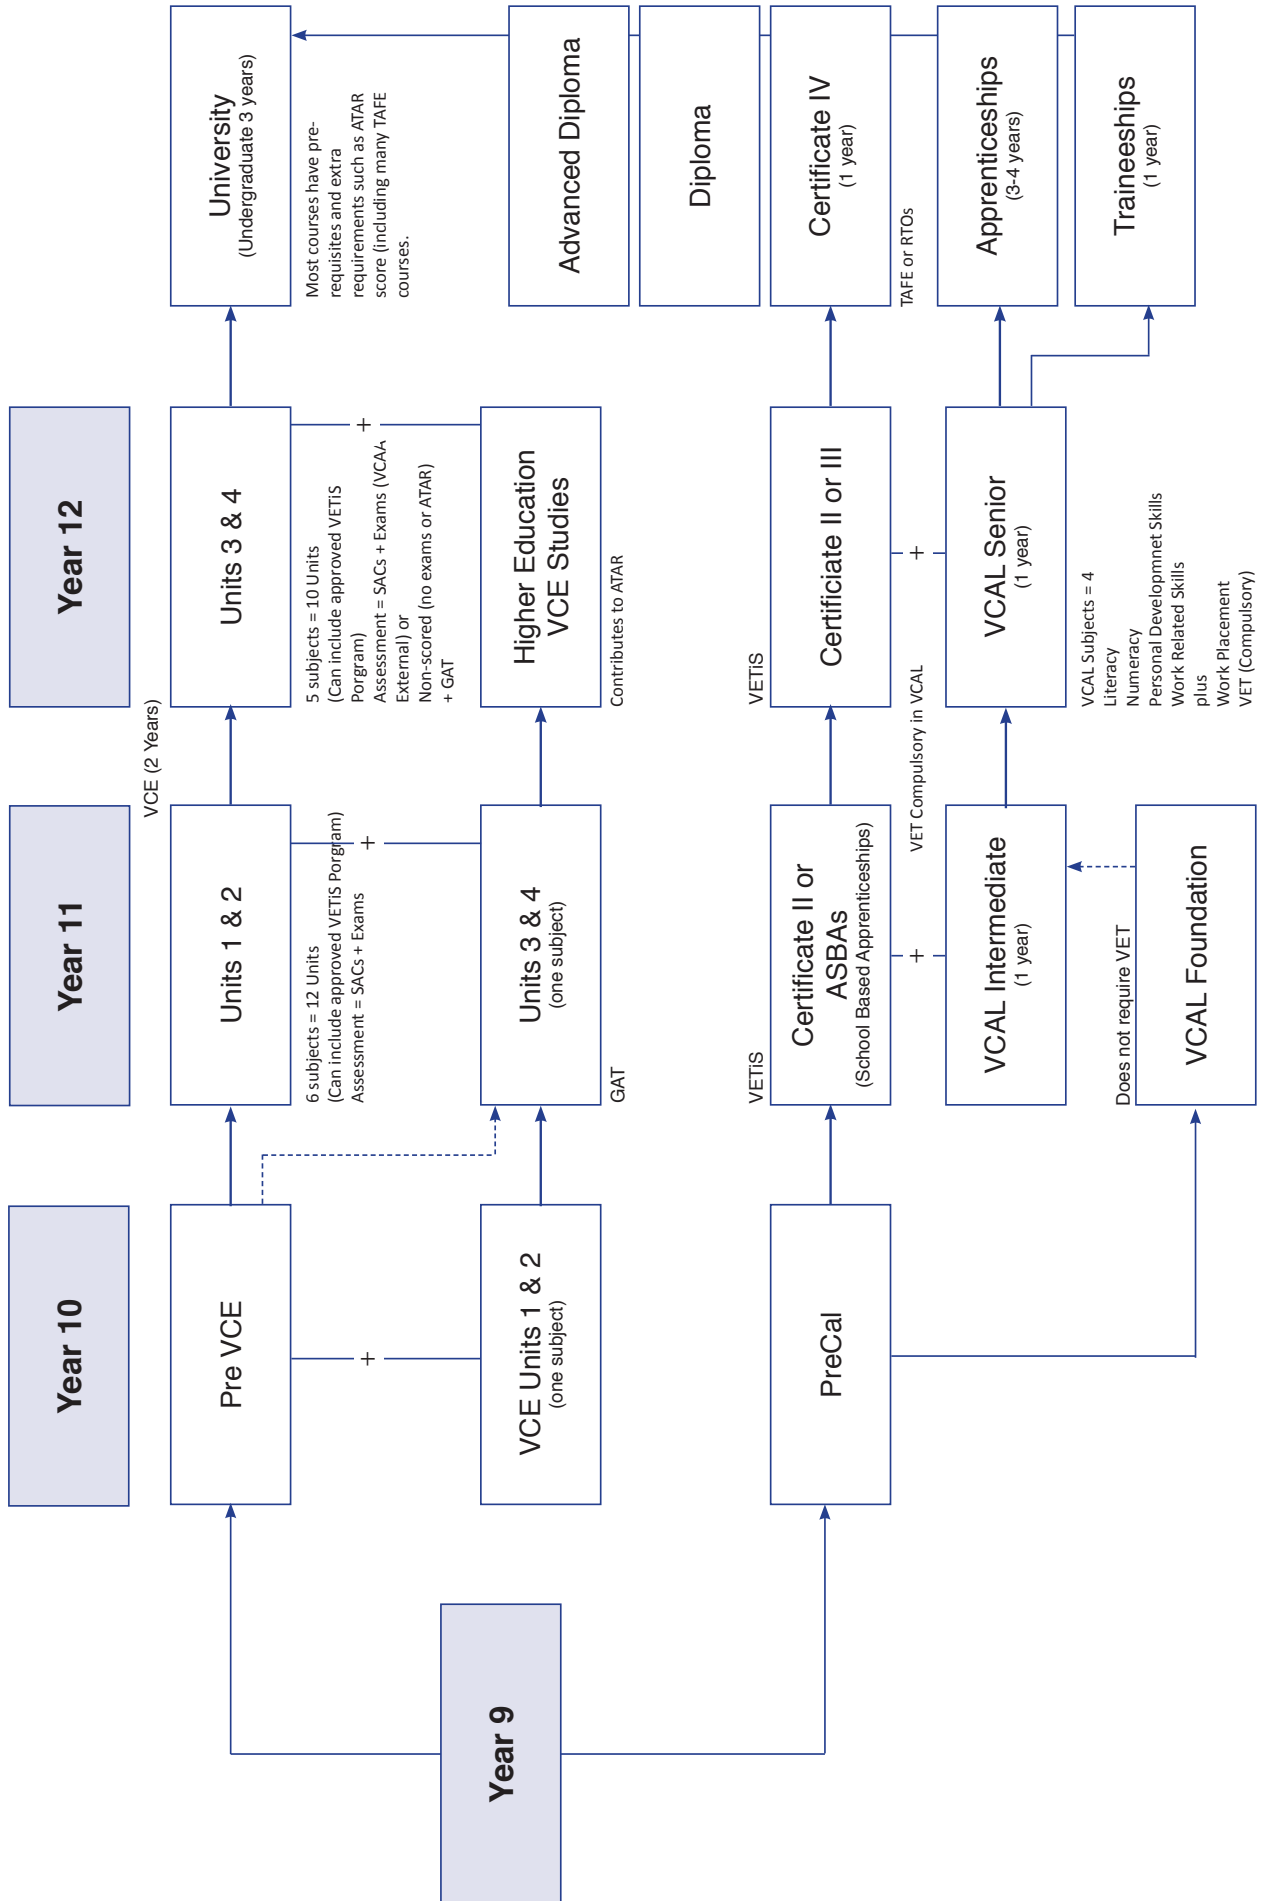 Year 9
Year 10
Pre VCE
VCE Units 1 & 2
(one subject)
PreCal
Year 11
VCE (2 Years)
Units 1 & 2
6 subjects = 12 Units
(Can include approved VETiS Porgram)
Assessment = SACs + Exams
+
+
Units 3 & 4
(one subject)
GAT
VETiS
Certificate II or
ASBAs
(School Based Apprenticeships)
+
VET Compulsory in VCAL
VCAL Intermediate
(1 year)
Does not require VET
VCAL Foundation
Year 12
Units 3 & 4
5 subjects = 10 Units
(Can include approved VETiS
Porgram)
Assessment = SACs + Exams (VCAA
External) or
Non-scored (no exams or ATAR)
+ GAT
+
Higher Education
VCE Studies
Contributes to ATAR
VETiS
Certificiate II or III
+
VCAL Senior
(1 year)
VCAL Subjects = 4
Literacy
Numeracy
Personal Developmnet Skills
Work Related Skills
plus
Work Placement
VET (Compulsory)
University
(Undergraduate 3 years)
Most courses have pre-
requisites and extra
requirements such as ATAR
score (including many TAFE
courses.
Advanced Diploma
Diploma
Certificate IV
(1 year)
TAFE or RTOs
Apprenticeships
(3-4 years)
Traineeships
(1 year)